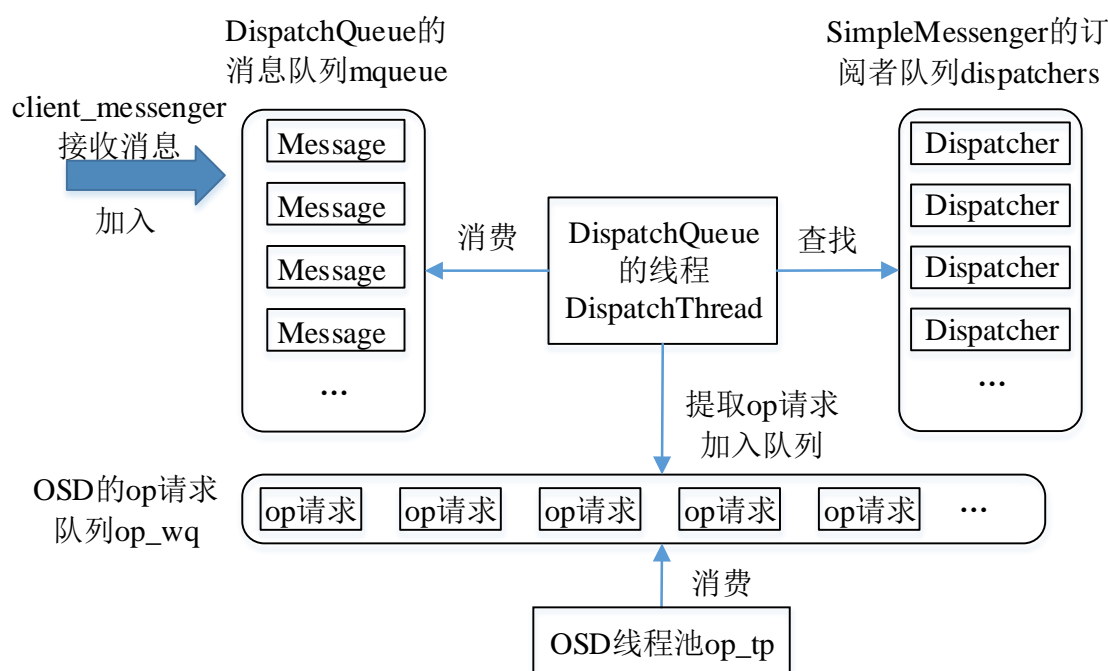 DispatchQueue的
消息队列mqueue
SimpleMessenger的订
阅者队列dispatchers
client_messenger
接收消息
加入
Message
Message
Message
Message
...
消费
DispatchQueue
的线程
DispatchThread
查找
Dispatcher
Dispatcher
Dispatcher
Dispatcher
...
提取op请求
加入队列
OSD的op请求
队列op_wq
op请求
op请求
op请求
op请求
op请求
...
消费
OSD线程池op_tp